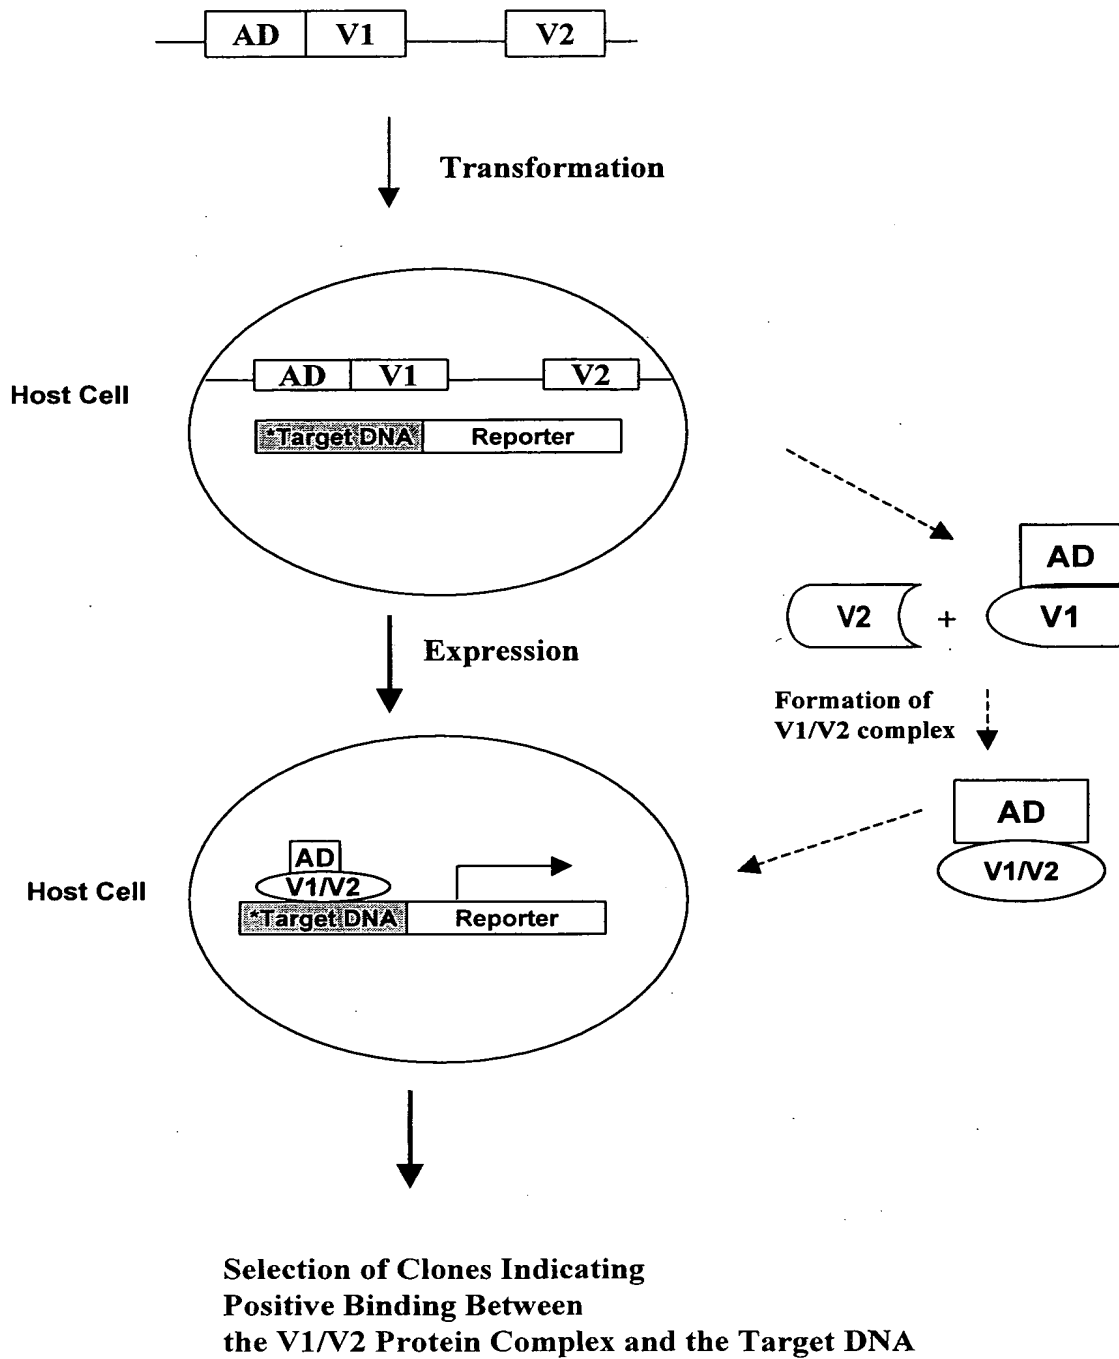 AD V1 V2
Transformation
Host Cell
AD V1 V2
*Target DNA Reporter
AD
V2 + V1
Expression
Formation of
V1/V2 complex
AD
V1/V2
Host Cell
AD
V1/V2
*Target DNA Reporter
Selection of Clones Indicating
Positive Binding Between
the V1/V2 Protein Complex and the Target DNA